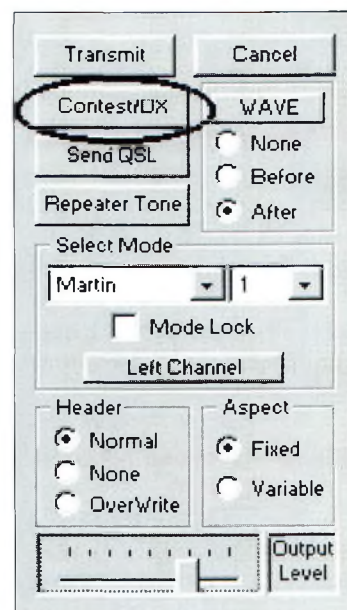 Transmit Cancel
Contest/DX WAVE
Send QSL None
Before
Repeater Tone After
Select Mode
Martin 1
Mode Lock
Left Channel
Header Aspect
Normal Fixed
None
Variable
OverWrite
Output
Level